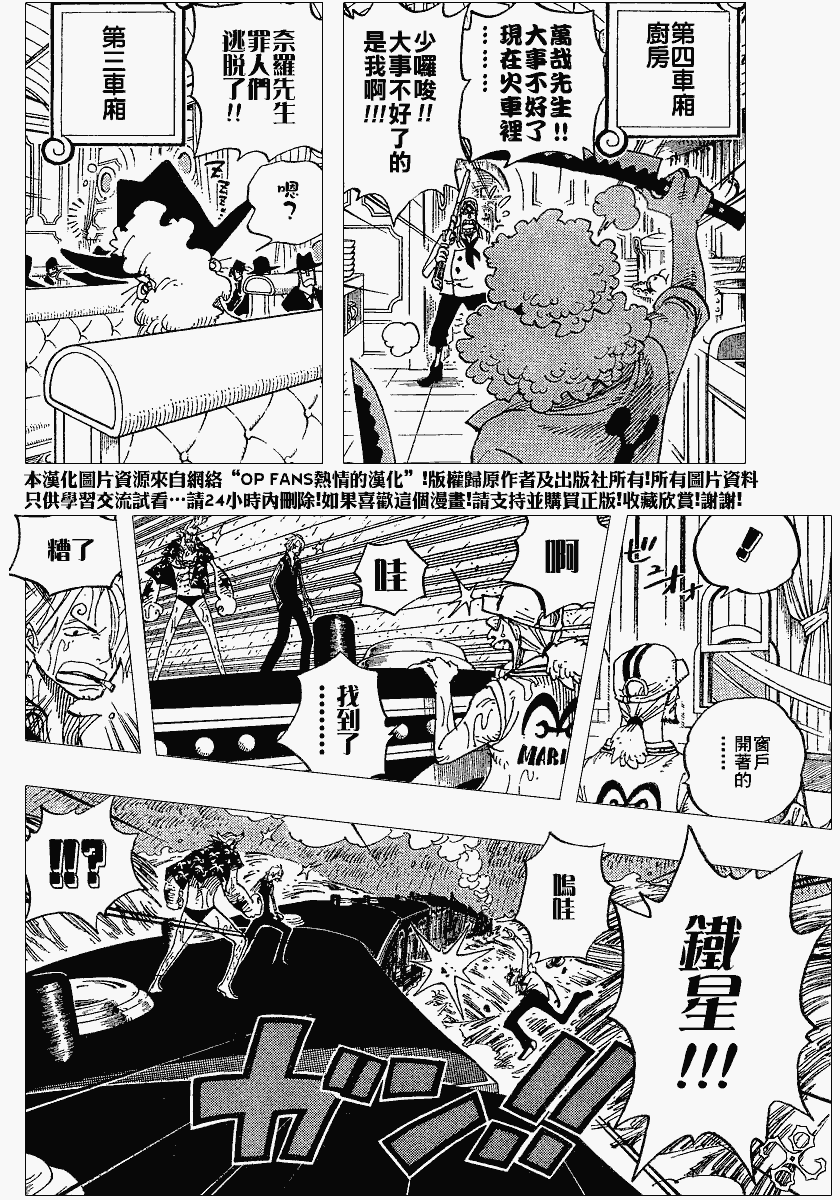 第四車廂
廚房
萬哉先生!!
大事不好了
現在火車裡
………
少囉唆!!
大事不好了的
是我啊!!!
第三車廂
奈羅先生
罪人們
逃脱了!!
嗯?
本漢化圖片資源來自網絡“OP FANS熱情的漢化”!版權歸原作者及出版社所有!所有圖片資料
只供學習交流試看…請24小時內刪除!如果喜歡這個漫畫!請支持並購買正版!收藏欣賞!謝謝!
!
ビュオオ
窗戶
開著的
……
啊
哇
找到了
………
MARI
糟了
鐵星!!!
嗚哇
!!?
ガン!!